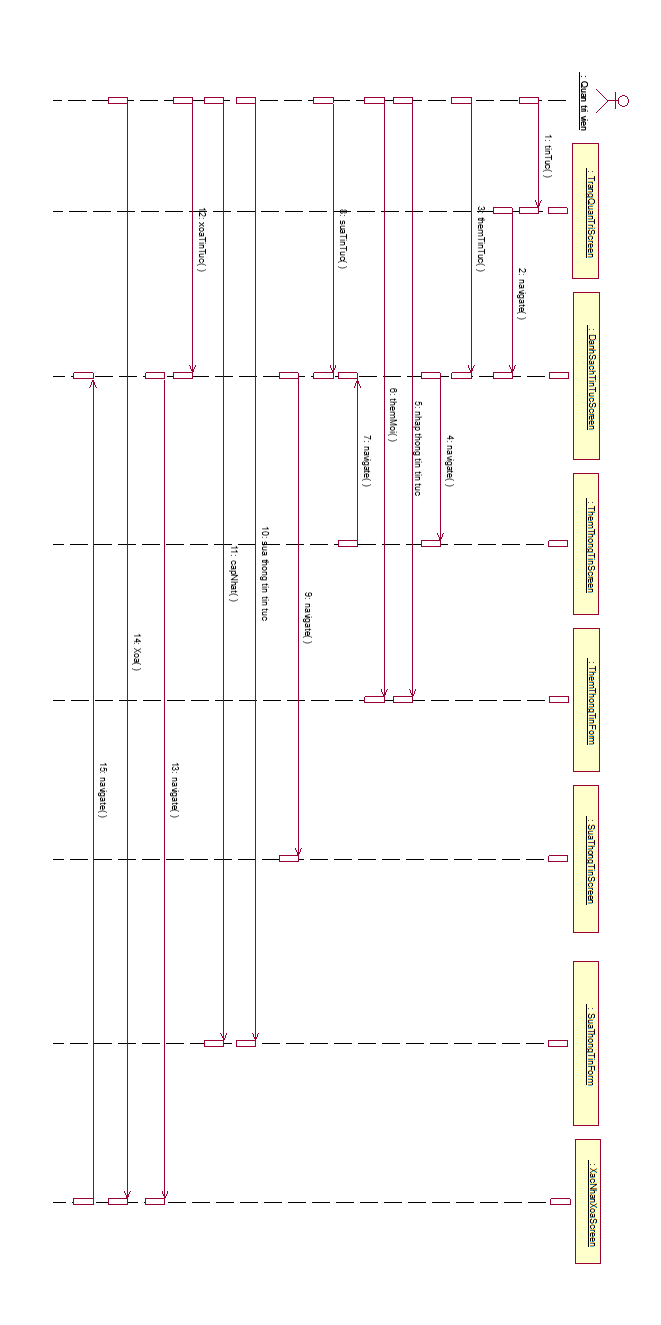 : Quan tri vien
: TrangQuanTriScreen
: DanhSachTinTucScreen
: ThemThongTinScreen
: ThemThongTinForm
: SuaThongTinScreen
: SuaThongTinForm
: XacNhanXoaScreen
1: tinTuc( )
2: navigate( )
3: themTinTuc( )
4: navigate( )
5: nhap thong tin tin tuc
6: themMoi( )
7: navigate( )
8: suaTinTuc( )
9: navigate( )
10: sua thong tin tin tuc
11: capNhat( )
12: xoaTinTuc( )
13: navigate( )
14: Xoa( )
15: navigate( )